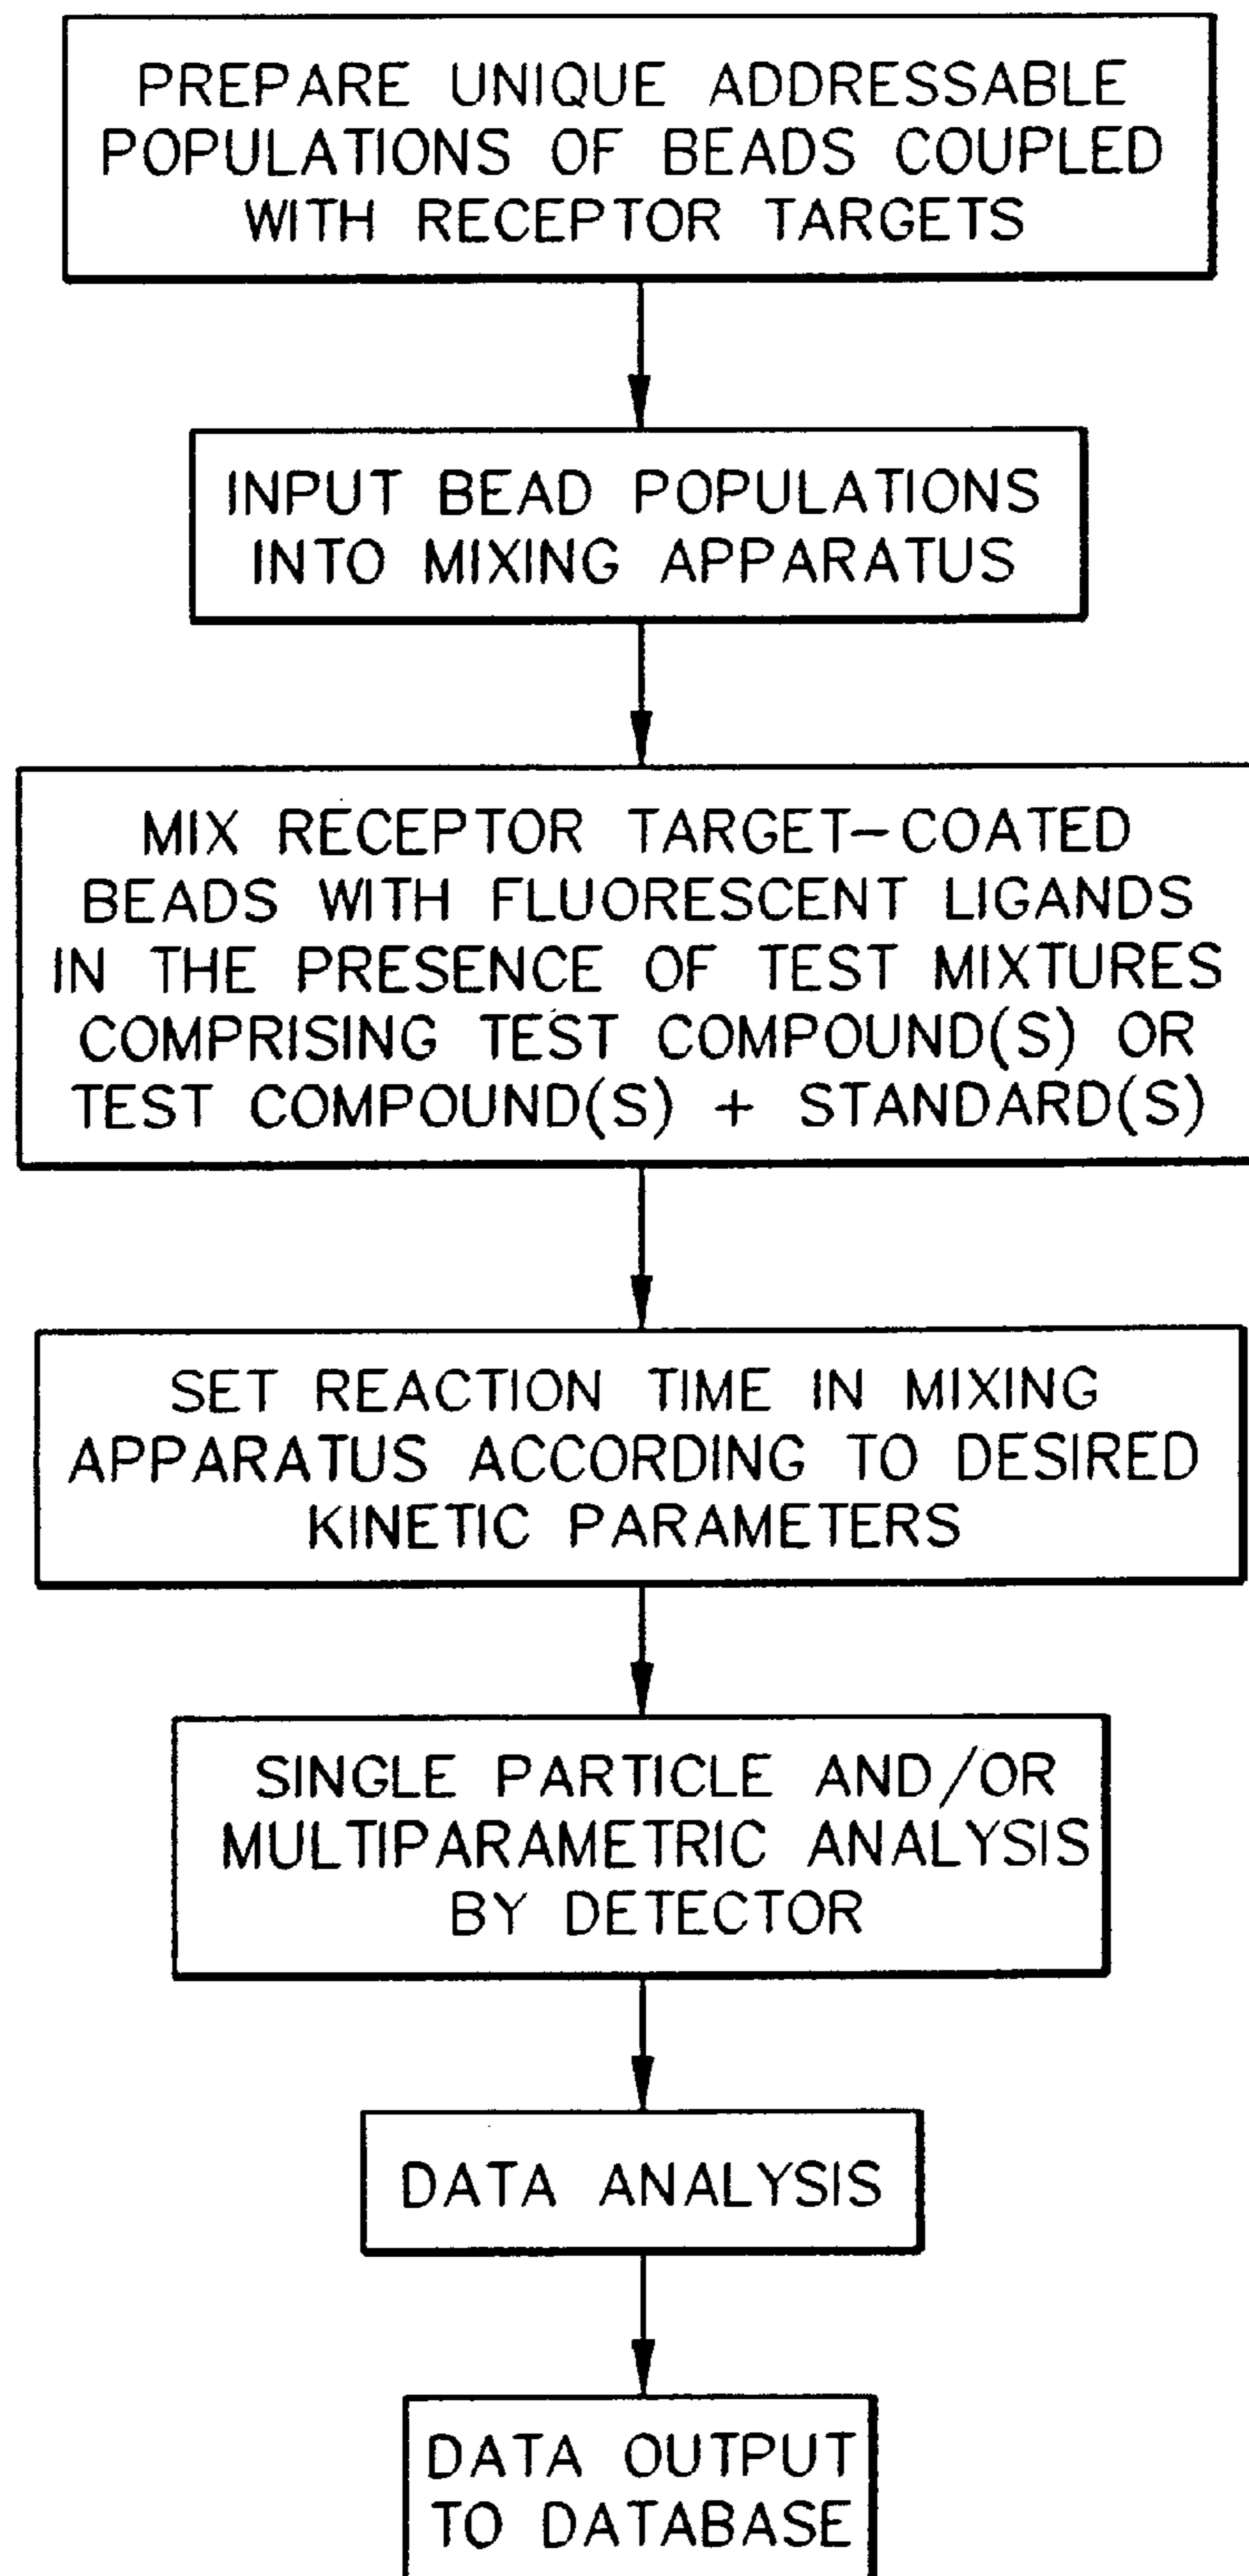 PREPARE UNIQUE ADDRESSABLE
POPULATIONS OF BEADS COUPLED
WITH RECEPTOR TARGETS
INPUT BEAD POPULATIONS
INTO MIXING APPARATUS
MIX RECEPTOR TARGET-COATED
BEADS WITH FLUORESCENT LIGANDS
IN THE PRESENCE OF TEST MIXTURES
COMPRISING TEST COMPOUND(S) OR
TEST COMPOUND(S) + STANDARD(S)
SET REACTION TIME IN MIXING
APPARATUS ACCORDING TO DESIRED
KINETIC PARAMETERS
SINGLE PARTICLE AND/OR
MULTIPARAMETRIC ANALYSIS
BY DETECTOR
DATA ANALYSIS
DATA OUTPUT
TO DATABASE